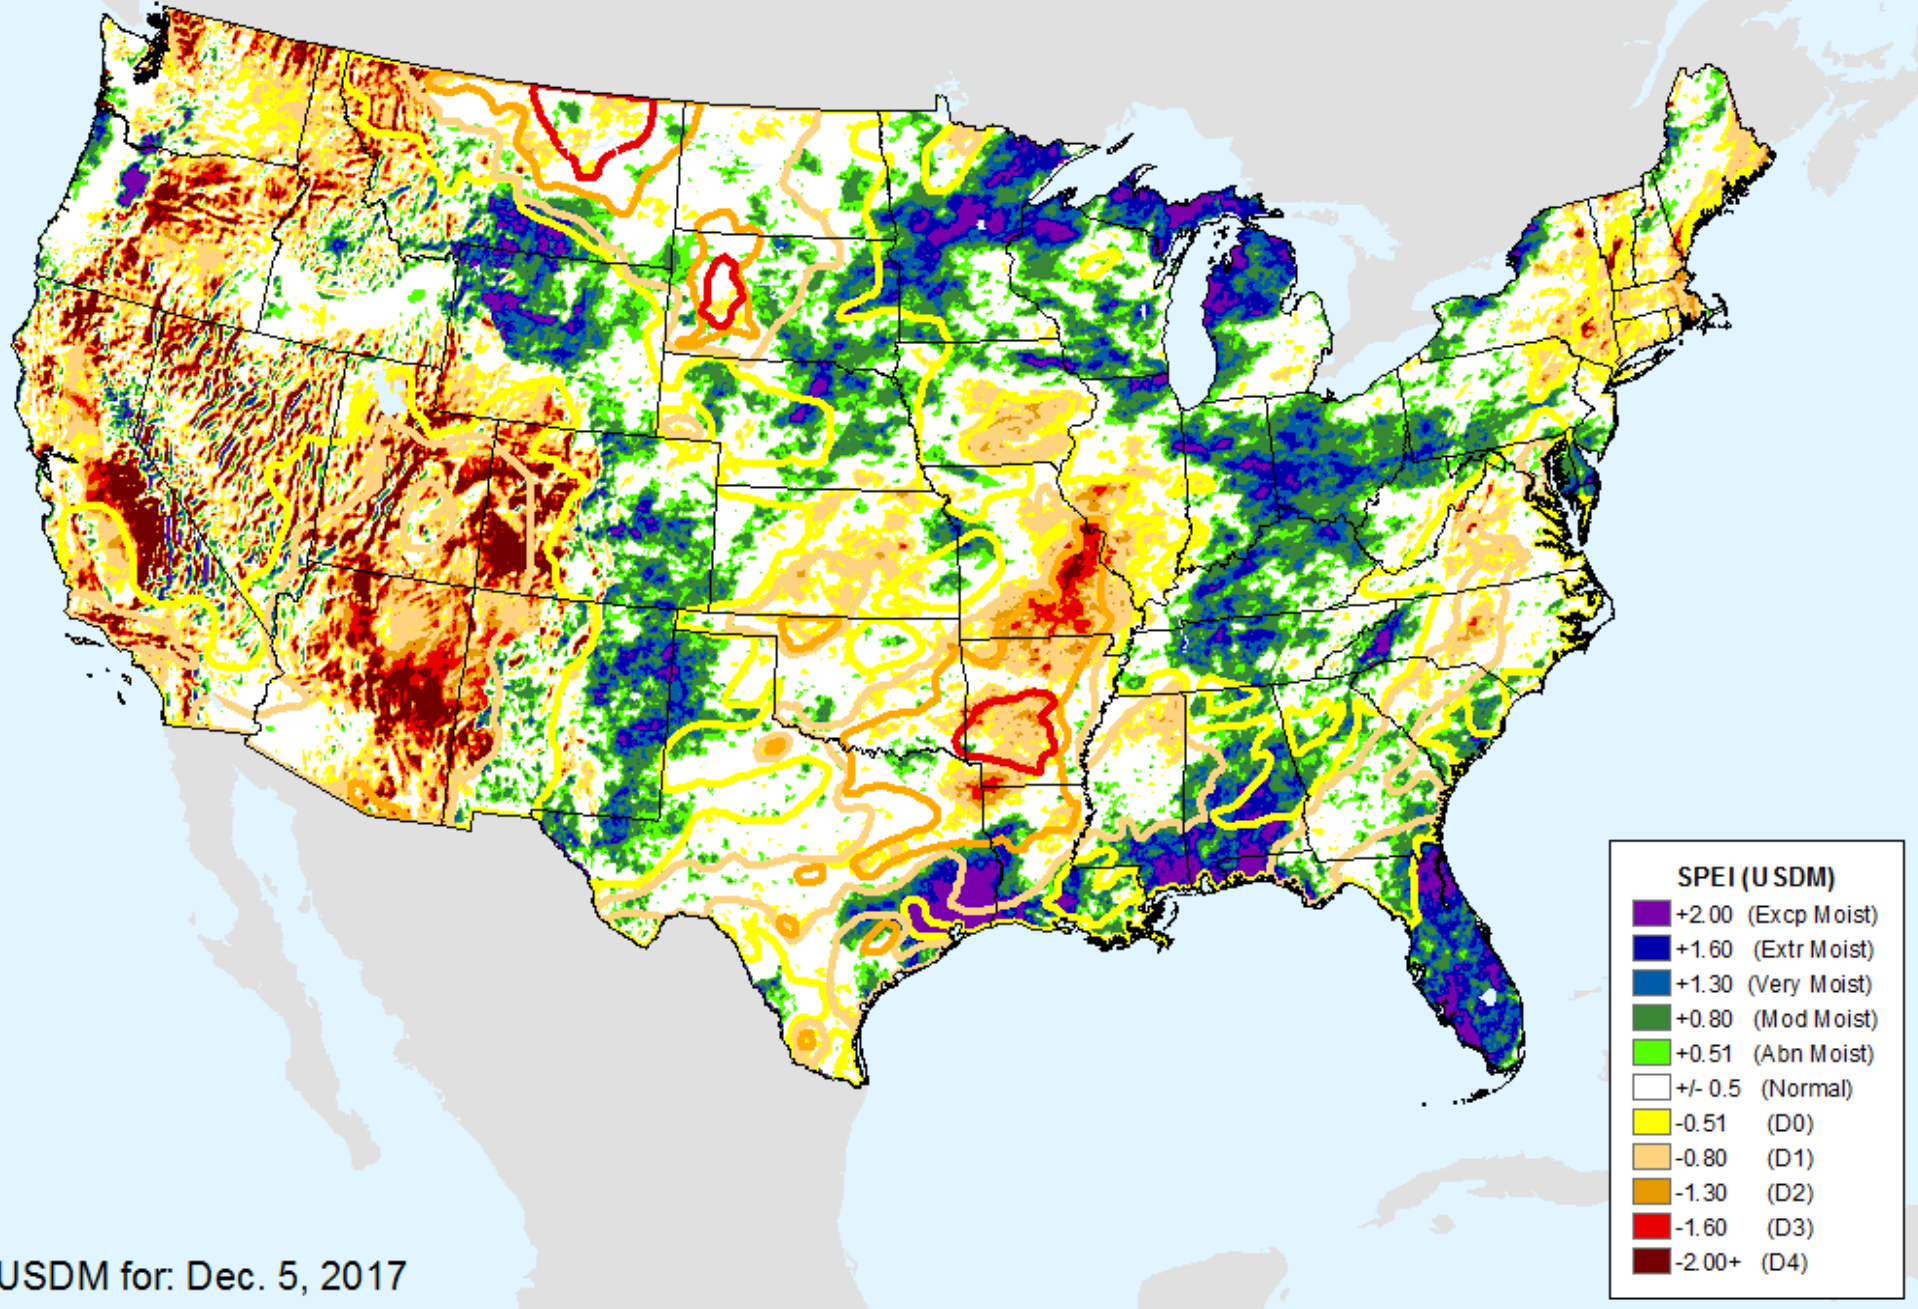 SPEI (USDM)
+2.00 (Excp Moist)
+1.60 (Extr Moist)
+1.30 (Very Moist)
+0.80 (Mod Moist)
+0.51 (Abn Moist)
+/- 0.5 (Normal)
-0.51 (D0)
-0.80 (D1)
-1.30 (D2)
-1.60 (D3)
-2.00+ (D4)
USDM for: Dec. 5, 2017